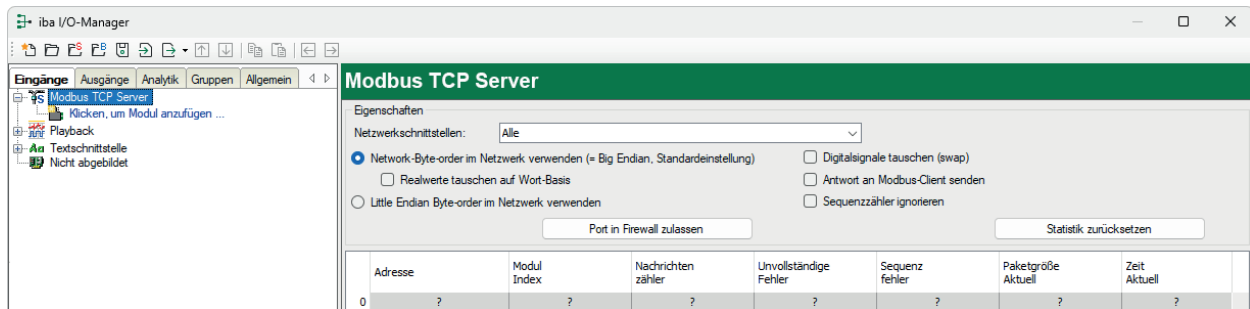 iba I/O-Manager
Eingänge Ausgänge Analytik Gruppen Allgemein
Modbus TCP Server
Klicken, um Modul anzufügen ...
Playback
Textschnittstelle
Nicht abgebildet
Modbus TCP Server
Eigenschaften
Netzwerkschnittstellen: Alle
Network-Byte-order im Netzwerk verwenden (= Big Endian, Standardeinstellung) Digitalsignale tauschen (swap)
Realwerte tauschen auf Wort-Basis Antwort an Modbus-Client senden
Little Endian Byte-order im Netzwerk verwenden Sequenzzähler ignorieren
Port in Firewall zulassen Statistik zurücksetzen
Adresse Modul Index Nachrichten zähler Unvollständige Fehler Sequenz fehler Paketgröße Aktuell Zeit Aktuell
0 ? ? ? ? ? ? ?